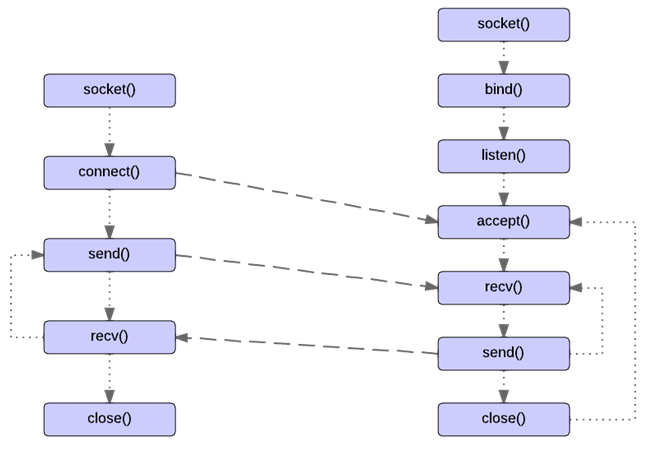 socket()
connect()
send()
recv()
close()
socket()
bind()
listen()
accept()
recv()
send()
close()